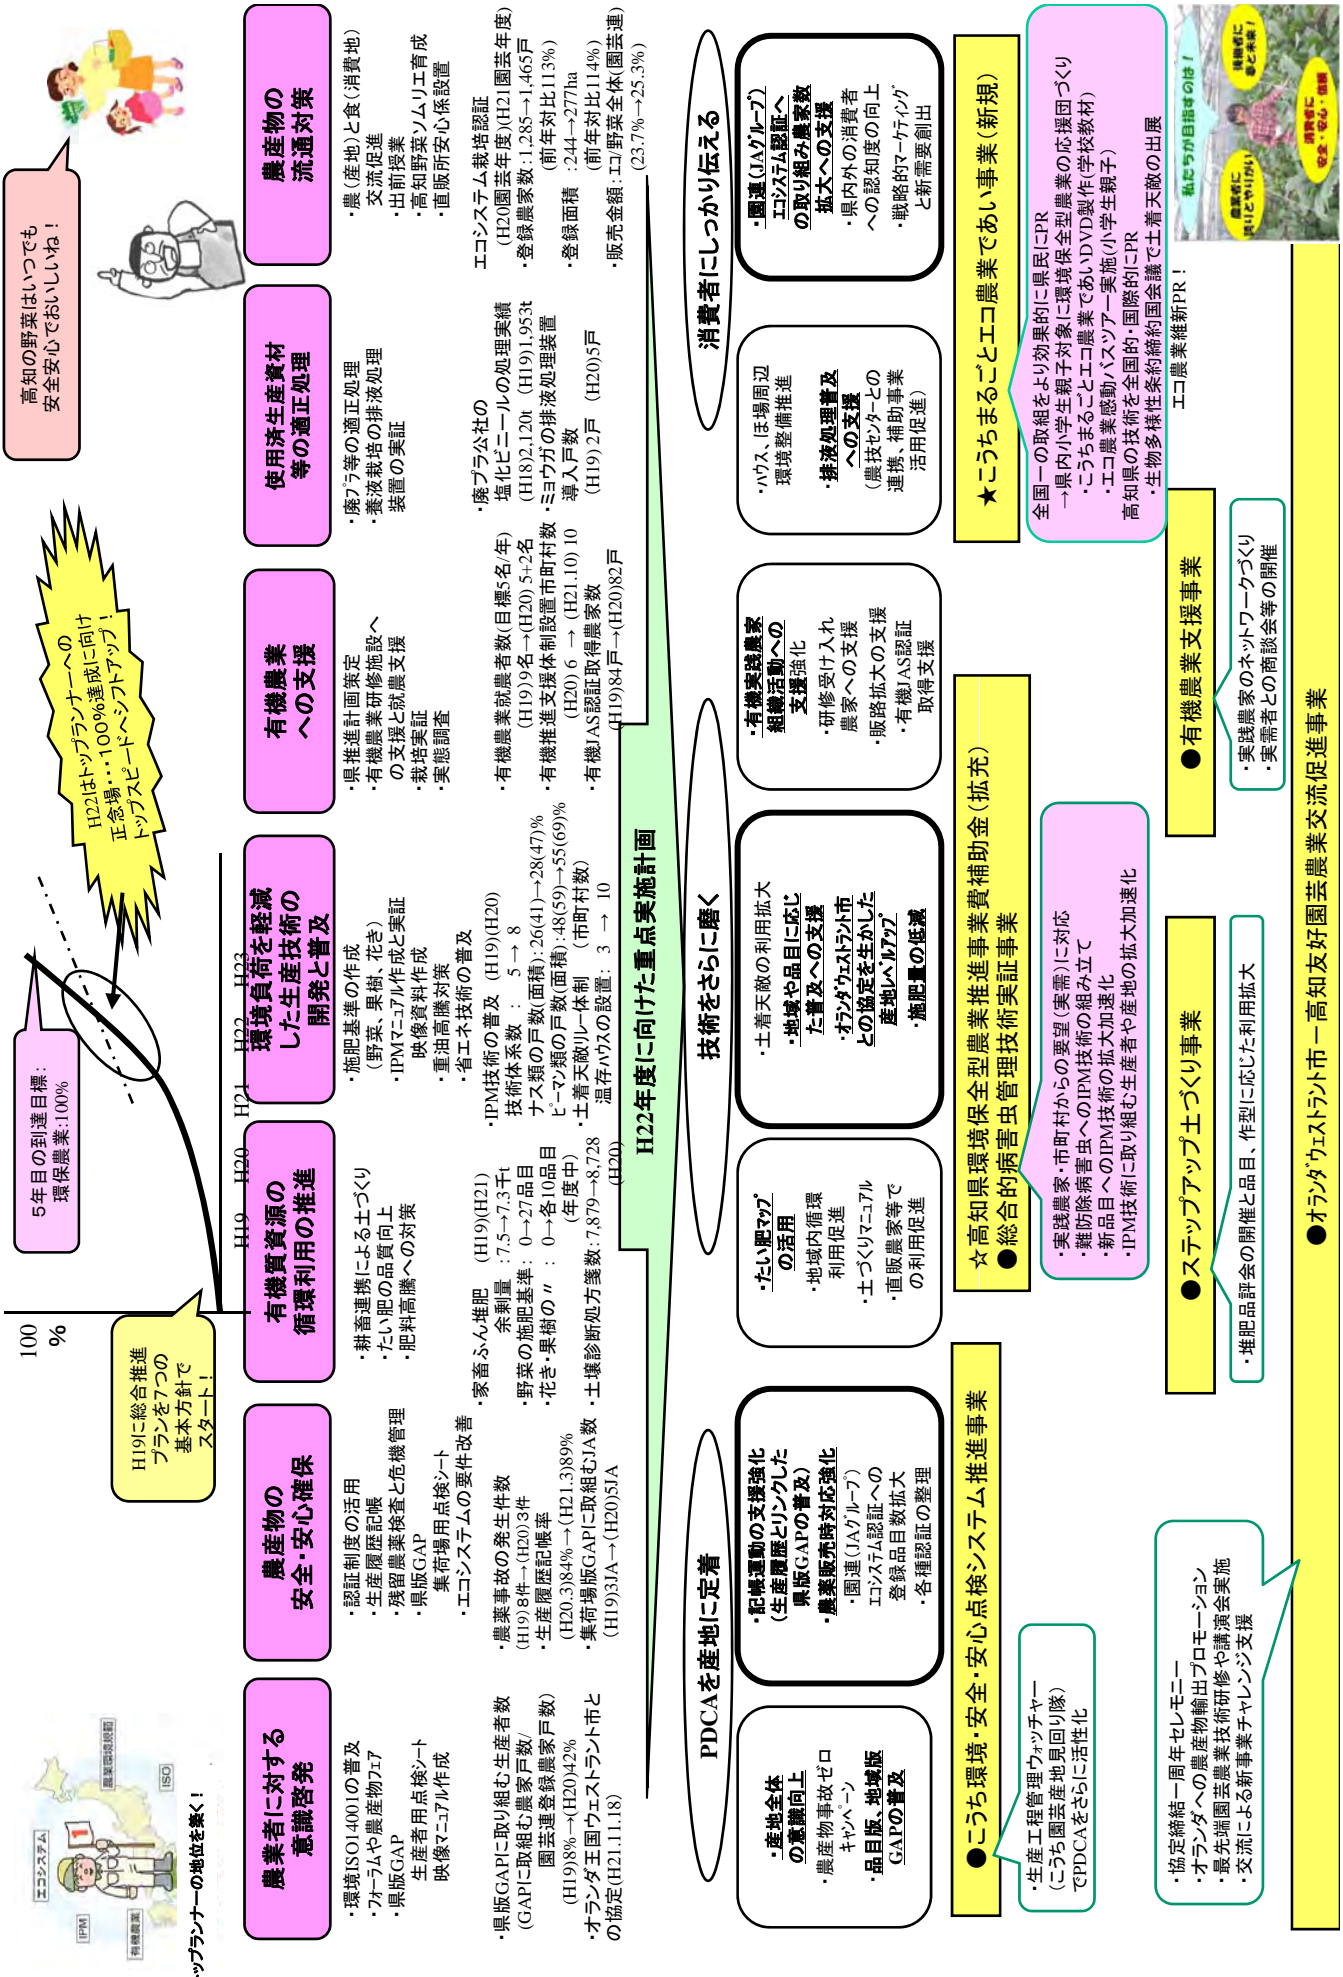 エコシステム
IPM
有機農業
農業環境規範
ISO
ップランナーの地位を築く！
H19に総合推進
プランを7つの
基本方針で
スタート！
100
%
5年目の到達目標：
環保農業:100%
H19 H20 H21 H22 H23
H22はトップランナーへの
正念場・・・100%達成に向け
トップスピードへシフトアップ！
高知の野菜はいつでも
安全安心でおいしいね！
農業者に対する
意識啓発
・環境ISO14001の普及
・フォーラムや農産物フェア
・県版GAP
生産者用点検シート
映像マニュアル作成
・県版GAPに取り組む生産者数
(GAPに取組む農家戸数/
園芸連登録農家戸数)
(H19)8%→(H20)42%
・オランダ王国ウェストラント市と
の協定(H21.11.18)
農産物の
安全・安心確保
・認証制度の活用
・生産履歴記帳
・残留農薬検査と危機管理
・県版GAP
集荷場用点検シート
・エコシステムの要件改善
・農薬事故の発生件数
(H19)8件→(H20)3件
・生産履歴記帳率
(H20.3)84%→(H21.3)89%
・集荷場版GAPに取組むJA数
(H19)3JA→(H20)5JA
有機質資源の
循環利用の推進
・耕畜連携による土づくり
・たい肥の品質向上
・肥料高騰への対策
・家畜ふん堆肥 (H19)(H21)
余剰量 :7.5→7.3千t
・野菜の施肥基準: 0→27品目
・花き・果樹の 〃 : 0→各10品目
(年度中)
・土壌診断処方箋数:7,879→8,728
(H20)
環境負荷を軽減
した生産技術の
開発と普及
・施肥基準の作成
(野菜、果樹、花き)
・IPMマニュアル作成と実証
映像資料作成
・重油高騰対策
・省エネ技術の普及
・IPM技術の普及 (H19)(H20)
技術体系数 : 5 → 8
ナス類の戸数(面積):26(41)→28(47)%
ピーマン類の戸数(面積):48(59)→55(69)%
・土着天敵リレー体制 (市町村数)
温存ハウスの設置: 3 → 10
有機農業
への支援
・県推進計画策定
・有機農業研修施設へ
の支援と就農支援
・栽培実証
・実態調査
・有機農業就農者数(目標5名/年)
(H19)9名→(H20) 5+2名
・有機推進支援体制設置市町村数
(H20) 6 → (H21.10) 10
・有機JAS認証取得農家数
(H19)84戸→(H20)82戸
使用済生産資材
等の適正処理
・廃プラ等の適正処理
・養液栽培の排液処理
装置の実証
・廃プラ公社の
塩化ビニールの処理実績
(H18)2,120t (H19)1,953t
・ミョウガの排液処理装置
導入戸数
(H19) 2戸 (H20)5戸
農産物の
流通対策
・農(産地)と食(消費地)
交流促進
・出前授業
・高知野菜ソムリエ育成
・直販所安心係設置
エコシステム栽培認証
(H20園芸年度)(H21園芸年度)
・登録農家数:1,285→1,465戸
(前年対比113%)
・登録面積 :244→277ha
(前年対比114%)
・販売金額:エコ/野菜全体(園芸連)
(23.7%→25.3%)
H22年度に向けた重点実施計画
PDCAを産地に定着
技術をさらに磨く
消費者にしっかり伝える
・産地全体
の意識向上
・農産物事故ゼロ
キャンペーン
・品目版、地域版
GAPの普及
・記帳運動の支援強化
(生産履歴とリンクした
県版GAPの普及)
・農薬販売時対応強化
・園連(JAグループ)
エコシステム認証への
登録品目数拡大
・各種認証の整理
・たい肥マップ
の活用
・地域内循環
利用促進
・土づくりマニュアル
・直販農家等で
の利用促進
・土着天敵の利用拡大
・地域や品目に応じ
た普及への支援
・オランダウェストラント市
との協定を生かした
産地レベルアップ
・施肥量の低減
・有機実践農家
組織活動への
支援強化
・研修受け入れ
農家への支援
・販路拡大の支援
・有機JAS認証
取得支援
・ハウス、ほ場周辺
環境整備推進
・排液処理普及
への支援
(農技センターとの
連携、補助事業
活用促進)
・園連(JAグループ)
エコシステム認証へ
の取り組み農家数
拡大への支援
・県内外の消費者
への認知度の向上
・戦略的マーケティング
と新需要創出
●こうち環境・安全・安心点検システム推進事業
・生産工程管理ウォッチャー
(こうち園芸産地見回り隊)
でPDCAをさらに活性化
☆高知県環境保全型農業推進事業費補助金(拡充)
●総合的病害虫管理技術実証事業
・実践農家・市町村からの要望(実需)に対応
・難防除病害虫へのIPM技術の組み立て
・新品目へのIPM技術の拡大加速化
・IPM技術に取り組む生産者や産地の拡大加速化
★こうちまるごとエコ農業であい事業(新規)
全国一の取組をより効果的に県民にPR
→県内小学生親子対象に環境保全型農業の応援団づくり
・こうちまるごとエコ農業であいDVD製作(学校教材)
・エコ農業感動バスツアー実施(小学生親子)
高知県の技術を全国的・国際的にPR
・生物多様性条約締約国会議で土着天敵の出展
エコ農業維新PR！
●ステップアップ土づくり事業
・堆肥品評会の開催と品目、作型に応じた利用拡大
●有機農業支援事業
・実践農家のネットワークづくり
・実需者との商談会等の開催
・協定締結一周年セレモニー
・オランダへの農産物輸出プロモーション
・最先端園芸農業技術研修や講演会実施
・交流による新事業チャレンジ支援
●オランダウェストラント市－高知友好園芸農業交流促進事業
私たちが目指すのは！
農業者に
誇りとやりがい
後継者に
夢と未来！
消費者に
安全・安心・信頼